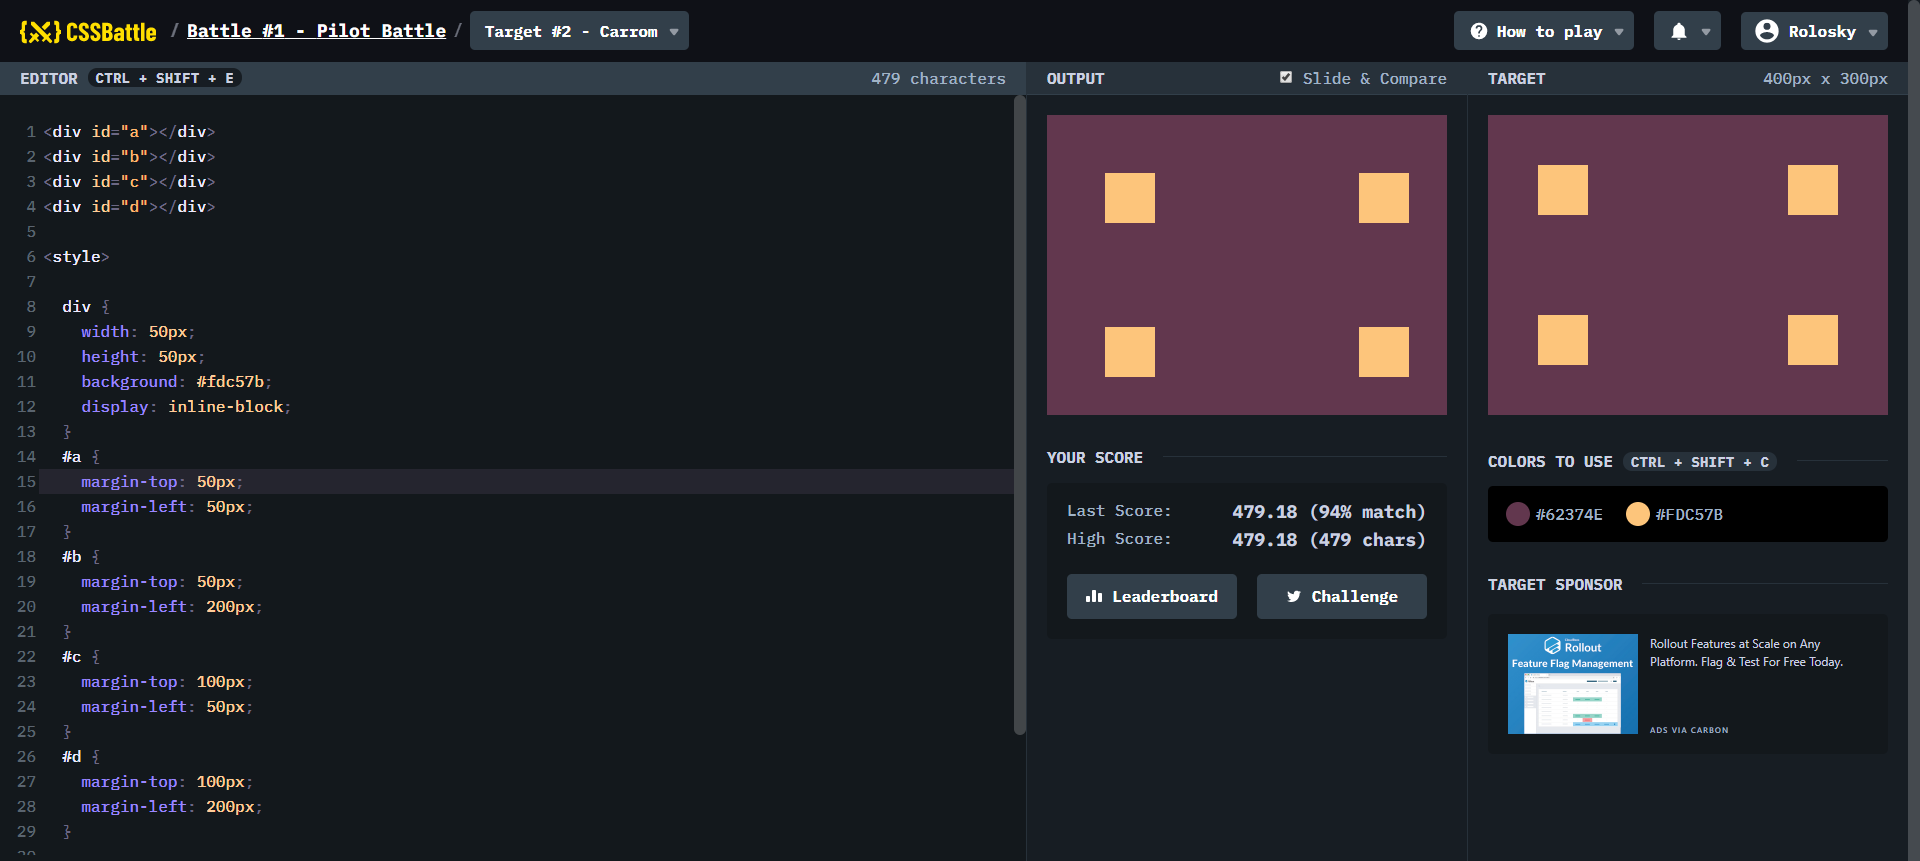 {X} CSSBattle / Battle #1 - Pilot Battle / Target #2 - Carrom
How to play
Rolosky
EDITOR CTRL + SHIFT + E 479 characters
1 <div id="a"></div>
2 <div id="b"></div>
3 <div id="c"></div>
4 <div id="d"></div>
5
6 <style>
7
8 div {
9 width: 50px;
10 height: 50px;
11 background: #fdc57b;
12 display: inline-block;
13 }
14 #a {
15 margin-top: 50px;
16 margin-left: 50px;
17 }
18 #b {
19 margin-top: 50px;
20 margin-left: 200px;
21 }
22 #c {
23 margin-top: 100px;
24 margin-left: 50px;
25 }
26 #d {
27 margin-top: 100px;
28 margin-left: 200px;
29 }
OUTPUT Slide & Compare
YOUR SCORE
Last Score: 479.18 (94% match)
High Score: 479.18 (479 chars)
Leaderboard Challenge
TARGET 400px x 300px
COLORS TO USE CTRL + SHIFT + C
#62374E #FDC57B
TARGET SPONSOR
Rollout
Feature Flag Management
Rollout Features at Scale on Any
Platform. Flag & Test For Free Today.
ADS VIA CARBON